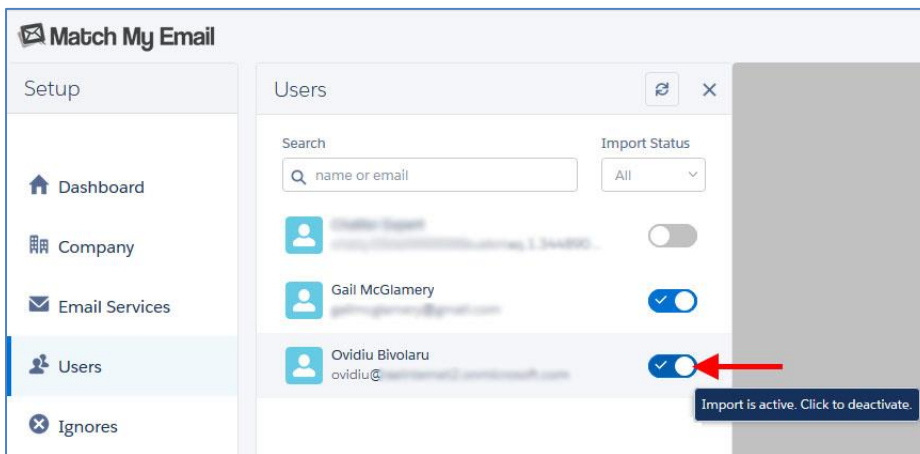 Match My Email
Setup
Users
Search
Import Status
name or email
All
Dashboard
Company
Gail McGlamery
Email Services
Ovidiu Bivolaru
Users
ovidiu@
Import is active. Click to deactivate.
Ignores